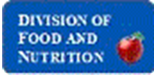 DIVISION OF
FOOD AND
NUTRITION